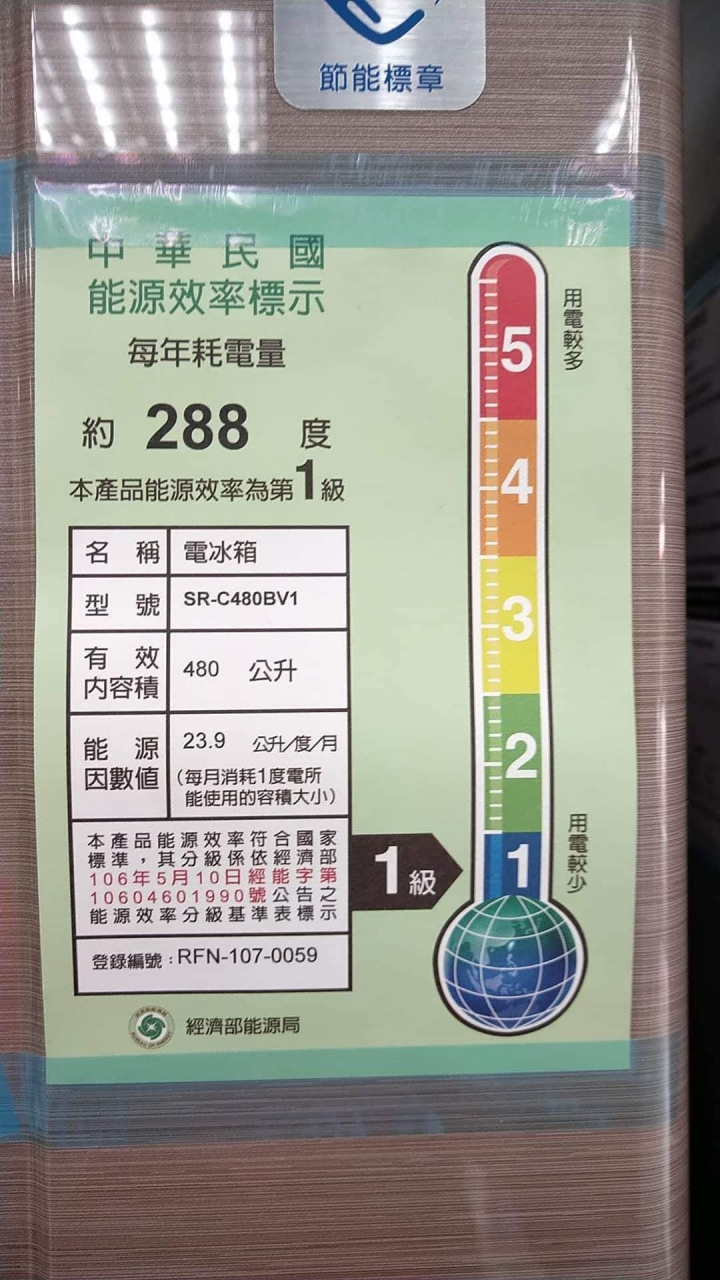 節能標章
中華民國
能源效率標示
每年耗電量
約 288 度
本產品能源效率為第1級
名稱 電冰箱
型號 SR-C480BV1
有效
內容積 480 公升
能源
因數值 23.9 公升/度/月
(每月消耗1度電所
能使用的容積大小)
本產品能源效率符合國家
標準，其分級係依經濟部
106年5月10日經能字第
10604601990號公告之
能源效率分級基準表標示
登錄編號：RFN-107-0059
經濟部能源局
用電較多
5
4
3
2
1
用電較少
1級